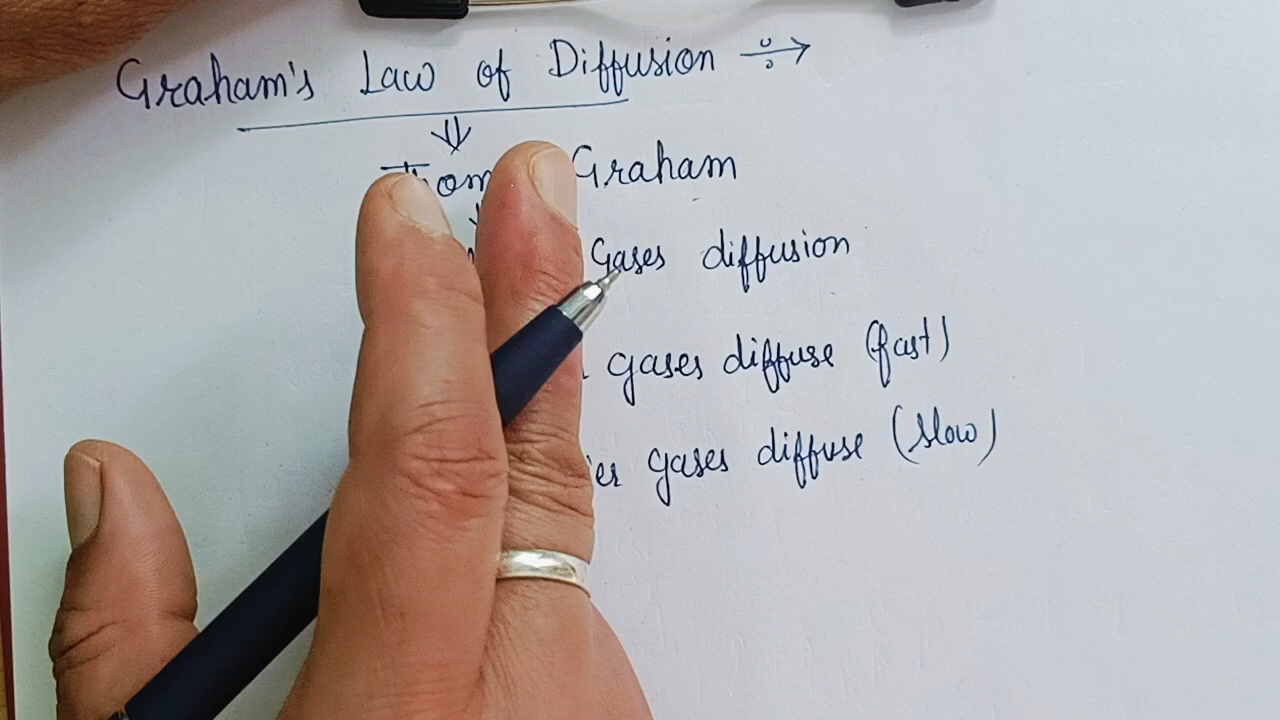 Graham's Law of Diffusion
Graham
Gases diffusion
gases diffuse (fast)
gases diffuse (slow)